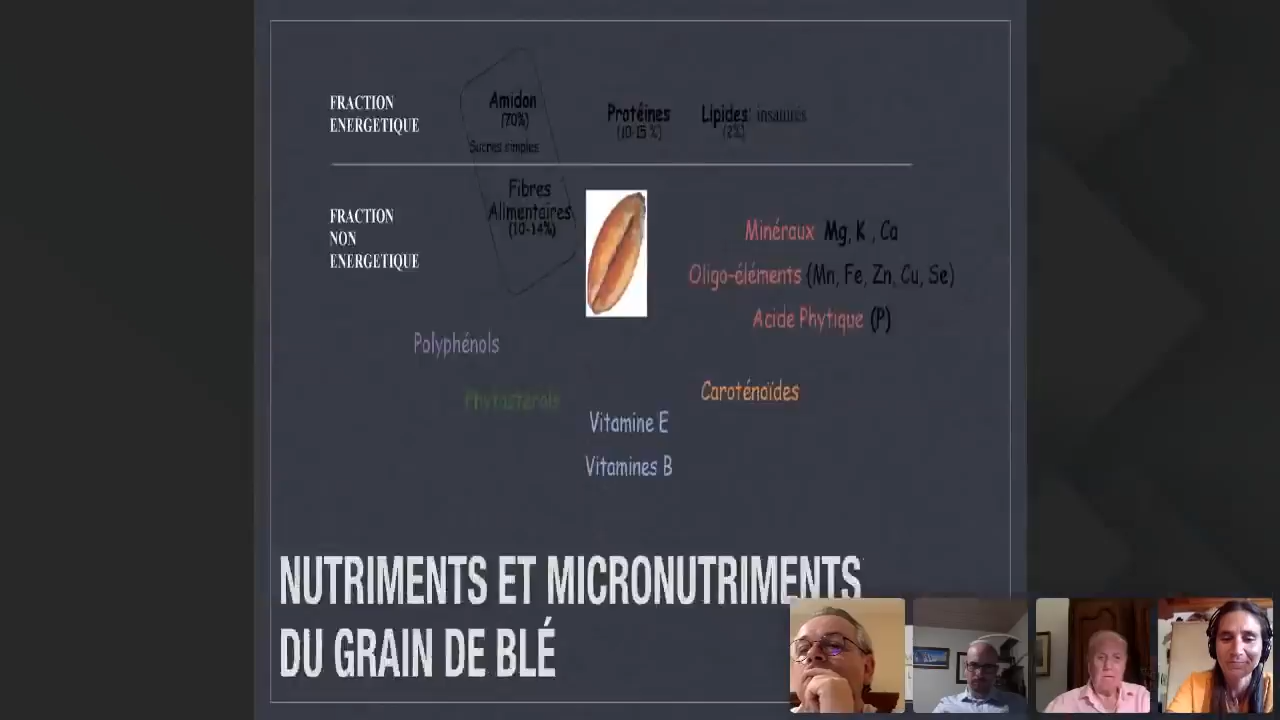 FRACTION
ENERGETIQUE
Amidon
(70%)
Sucres simples
Protéines
(10-15 %)
Lipides: insaturés
(2%)
FRACTION
NON
ENERGETIQUE
Fibres
Alimentaires
(10-14%)
Minéraux Mg, K , Ca
Oligo-éléments (Mn, Fe, Zn, Cu, Se)
Acide Phytique (P)
Polyphénols
Phytostérols
Caroténoïdes
Vitamine E
Vitamines B
NUTRIMENTS ET MICRONUTRIMENTS
DU GRAIN DE BLÉ